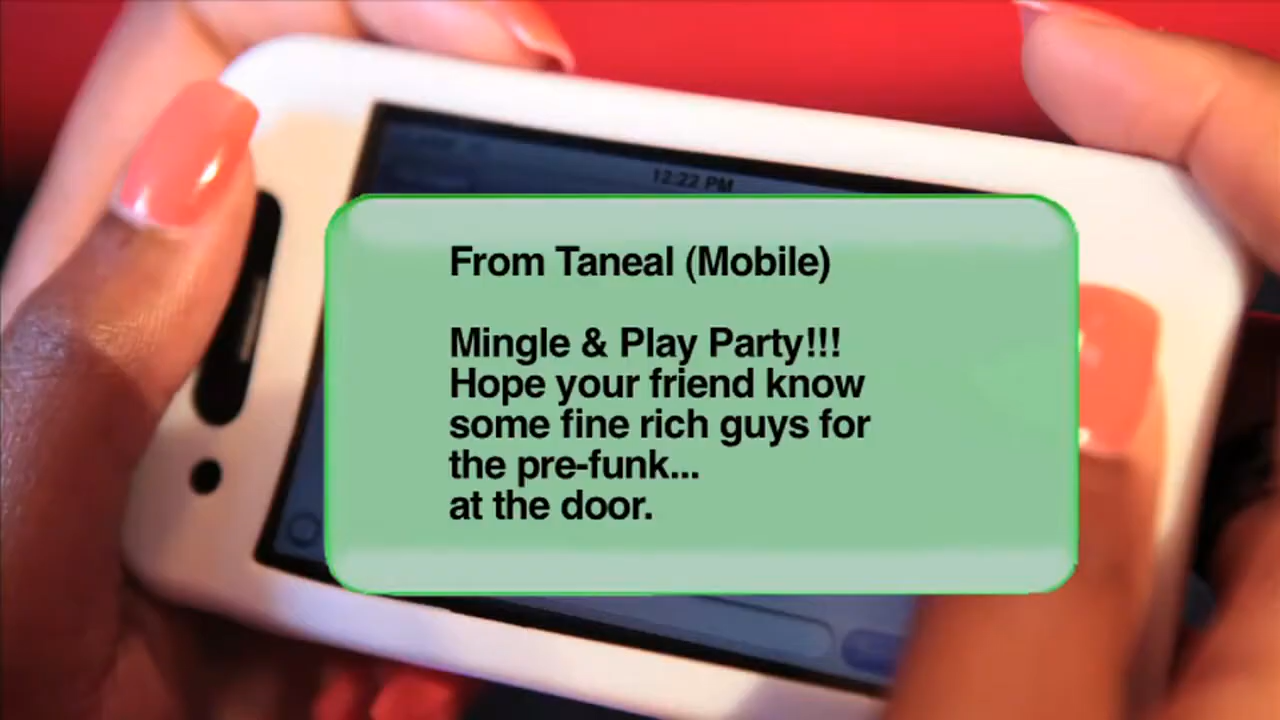 12:22 PM
From Taneal (Mobile)
Mingle & Play Party!!!
Hope your friend know
some fine rich guys for
the pre-funk...
at the door.